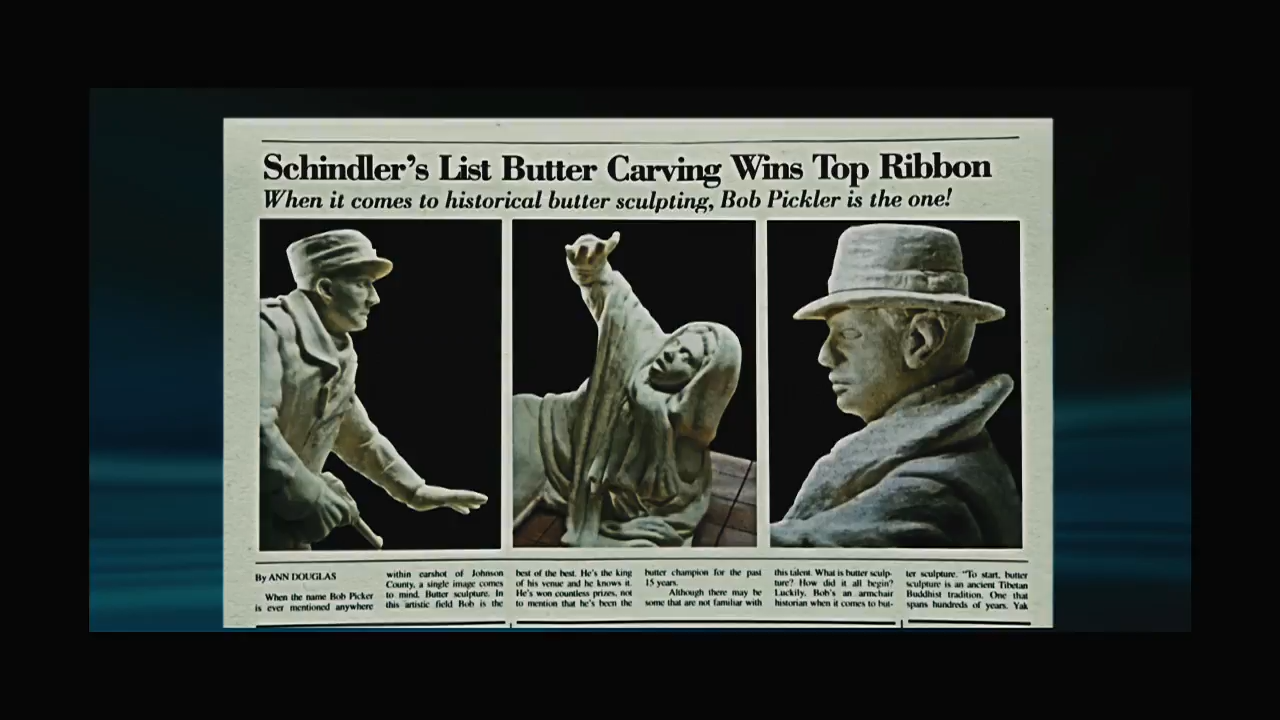 Schindler's List Butter Carving Wins Top Ribbon
When it comes to historical butter sculpting, Bob Pickler is the one!
By ANN DOUGLAS
When the name Bob Picker
is ever mentioned anywhere
within earshot of Johnson
County, a single image comes
to mind. Butter sculpture. In
this artistic field Bob is the
best of the best. He's the king
of his venue and he knows it.
He's won countless prizes, not
to mention that he's been the
butter champion for the past
15 years.
Although there may be
some that are not familiar with
this talent. What is butter sculp-
ture? How did it all begin?
Luckily, Bob's an armchair
historian when it comes to but-
ter sculpture. "To start, butter
sculpture is an ancient Tibetan
Buddhist tradition. One that
spans hundreds of years. Yak